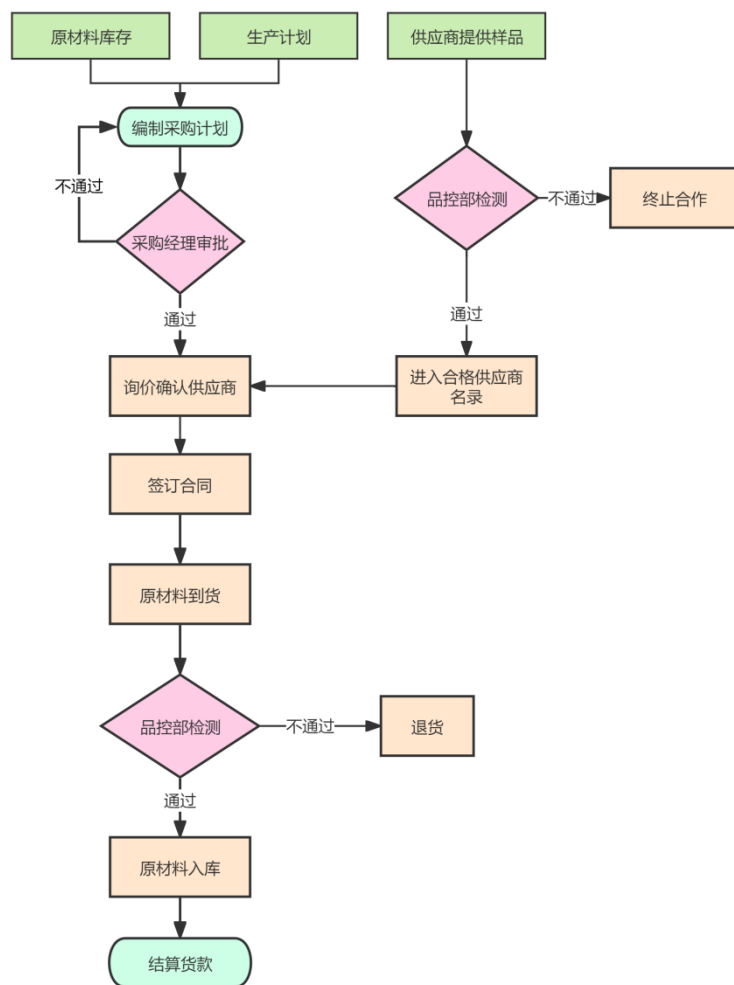 原材料库存
生产计划
供应商提供样品
编制采购计划
不通过
品控部检测
不通过
终止合作
采购经理审批
通过
通过
询价确认供应商
进入合格供应商
名录
签订合同
原材料到货
品控部检测
不通过
退货
通过
原材料入库
结算货款